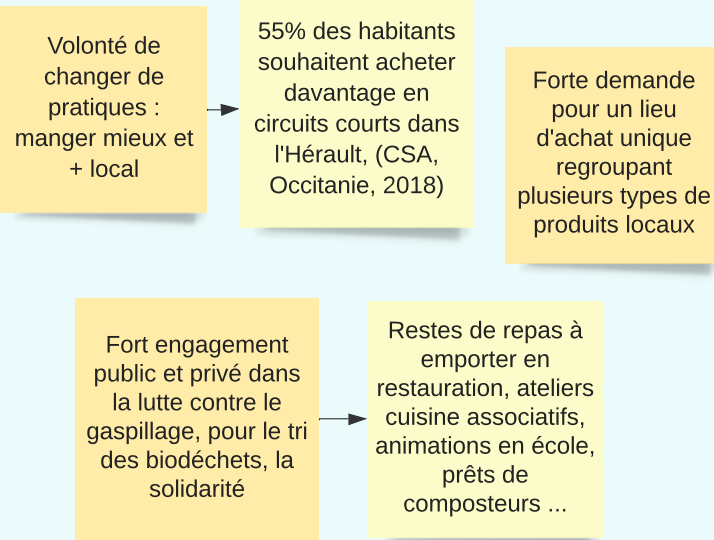 Volonté de
changer de
pratiques :
manger mieux et
+ local
55% des habitants
souhaitent acheter
davantage en
circuits courts dans
l'Hérault, (CSA,
Occitanie, 2018)
Forte demande
pour un lieu
d'achat unique
regroupant
plusieurs types de
produits locaux
Fort engagement
public et privé dans
la lutte contre le
gaspillage, pour le tri
des biodéchets, la
solidarité
Restes de repas à
emporter en
restauration, ateliers
cuisine associatifs,
animations en école,
prêts de
composteurs ...